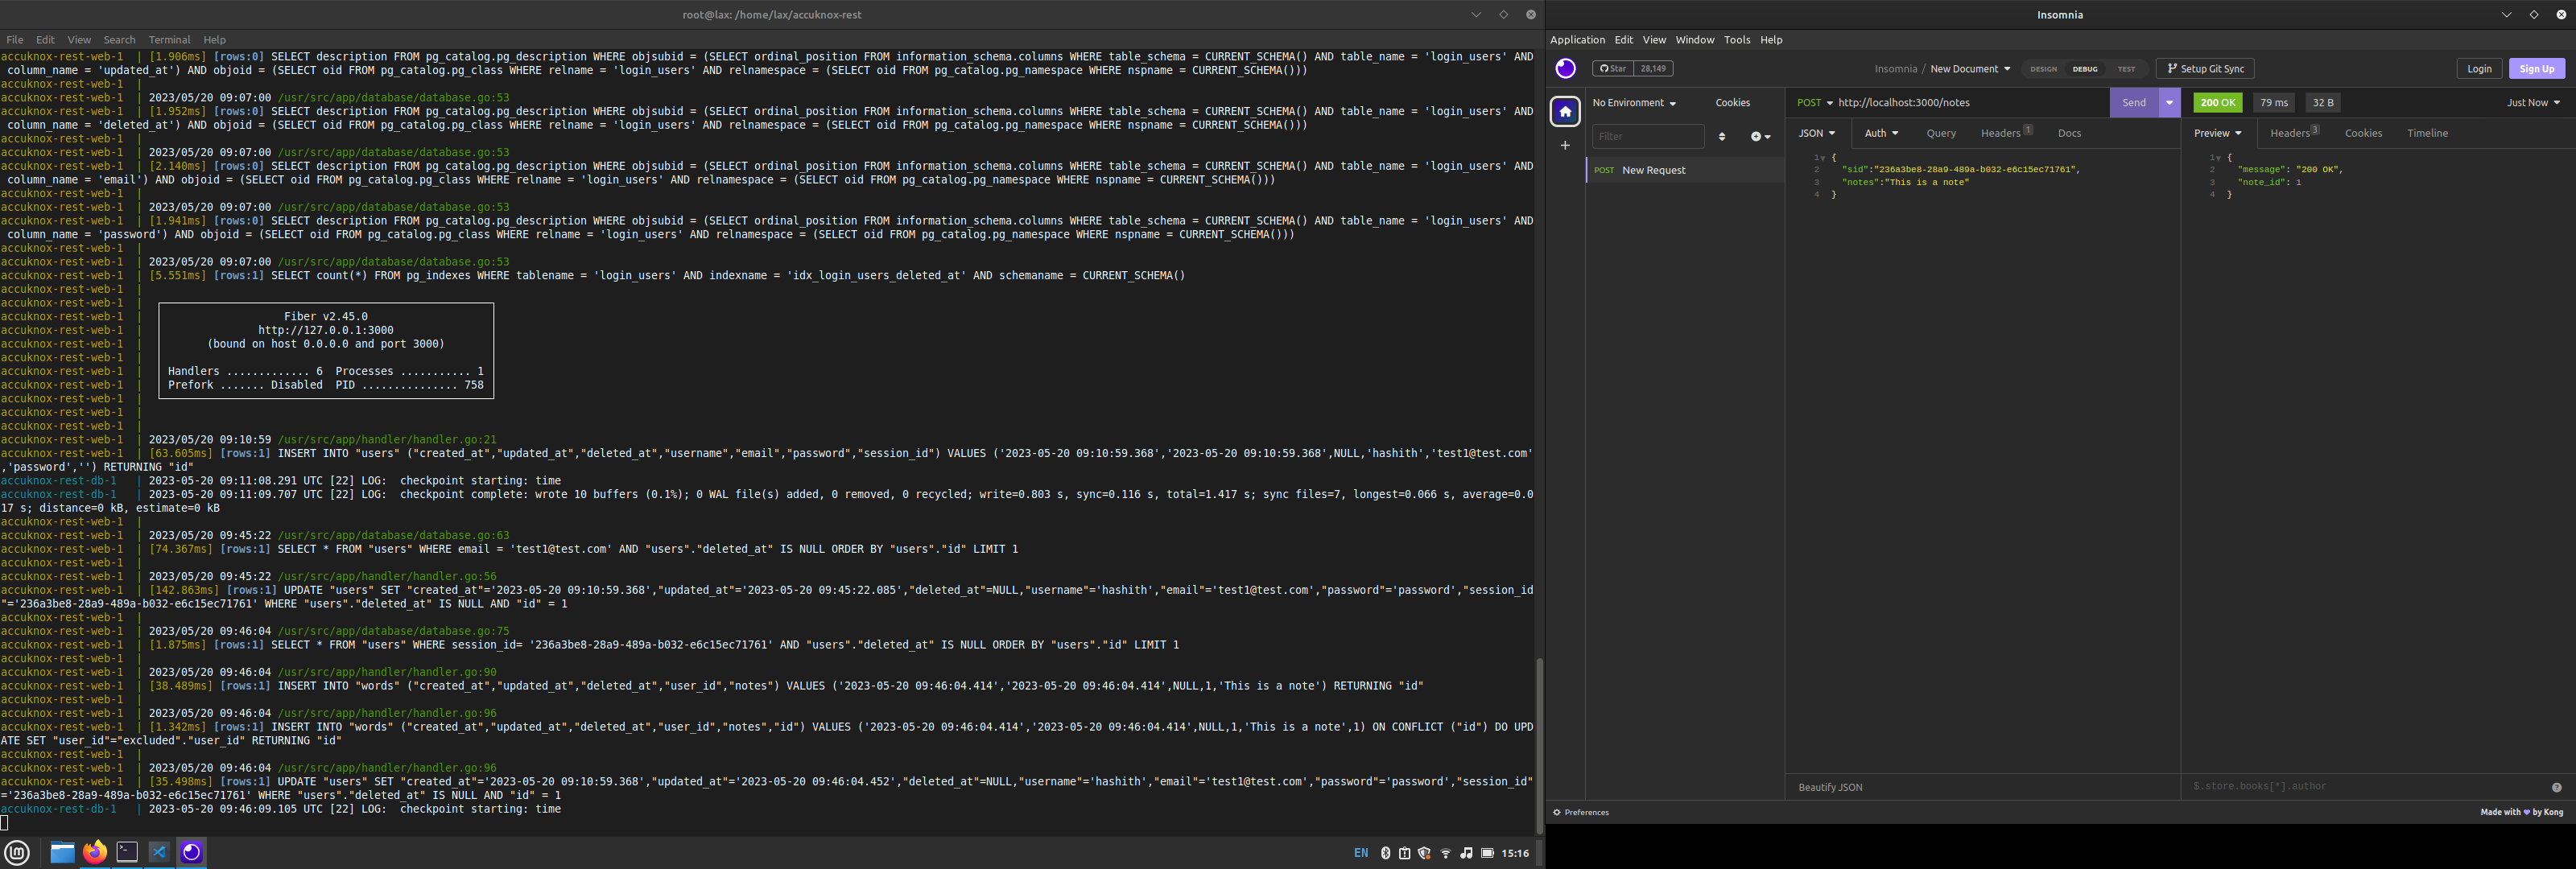 root@lax: /home/lax/accuknox-rest
File Edit View Search Terminal Help
accuknox-rest-web-1 | [1.906ms] [rows:0] SELECT description FROM pg_catalog.pg_description WHERE objsubid = (SELECT ordinal_position FROM information_schema.columns WHERE table_schema = CURRENT_SCHEMA() AND table_name = 'login_users' AND
column_name = 'updated_at') AND objoid = (SELECT oid FROM pg_catalog.pg_class WHERE relname = 'login_users' AND relnamespace = (SELECT oid FROM pg_catalog.pg_namespace WHERE nspname = CURRENT_SCHEMA()))
accuknox-rest-web-1 |
accuknox-rest-web-1 | 2023/05/20 09:07:00 /usr/src/app/database/database.go:53
accuknox-rest-web-1 | [1.952ms] [rows:0] SELECT description FROM pg_catalog.pg_description WHERE objsubid = (SELECT ordinal_position FROM information_schema.columns WHERE table_schema = CURRENT_SCHEMA() AND table_name = 'login_users' AND
column_name = 'deleted_at') AND objoid = (SELECT oid FROM pg_catalog.pg_class WHERE relname = 'login_users' AND relnamespace = (SELECT oid FROM pg_catalog.pg_namespace WHERE nspname = CURRENT_SCHEMA()))
accuknox-rest-web-1 |
accuknox-rest-web-1 | 2023/05/20 09:07:00 /usr/src/app/database/database.go:53
accuknox-rest-web-1 | [2.140ms] [rows:0] SELECT description FROM pg_catalog.pg_description WHERE objsubid = (SELECT ordinal_position FROM information_schema.columns WHERE table_schema = CURRENT_SCHEMA() AND table_name = 'login_users' AND
column_name = 'email') AND objoid = (SELECT oid FROM pg_catalog.pg_class WHERE relname = 'login_users' AND relnamespace = (SELECT oid FROM pg_catalog.pg_namespace WHERE nspname = CURRENT_SCHEMA()))
accuknox-rest-web-1 |
accuknox-rest-web-1 | 2023/05/20 09:07:00 /usr/src/app/database/database.go:53
accuknox-rest-web-1 | [1.941ms] [rows:0] SELECT description FROM pg_catalog.pg_description WHERE objsubid = (SELECT ordinal_position FROM information_schema.columns WHERE table_schema = CURRENT_SCHEMA() AND table_name = 'login_users' AND
column_name = 'password') AND objoid = (SELECT oid FROM pg_catalog.pg_class WHERE relname = 'login_users' AND relnamespace = (SELECT oid FROM pg_catalog.pg_namespace WHERE nspname = CURRENT_SCHEMA()))
accuknox-rest-web-1 |
accuknox-rest-web-1 | 2023/05/20 09:07:00 /usr/src/app/database/database.go:53
accuknox-rest-web-1 | [5.551ms] [rows:1] SELECT count(*) FROM pg_indexes WHERE tablename = 'login_users' AND indexname = 'idx_login_users_deleted_at' AND schemaname = CURRENT_SCHEMA()
accuknox-rest-web-1 |
accuknox-rest-web-1 |
accuknox-rest-web-1 | Fiber v2.45.0
accuknox-rest-web-1 | http://127.0.0.1:3000
accuknox-rest-web-1 | (bound on host 0.0.0.0 and port 3000)
accuknox-rest-web-1 |
accuknox-rest-web-1 | Handlers ............. 6 Processes ........... 1
accuknox-rest-web-1 | Prefork ....... Disabled PID ............... 758
accuknox-rest-web-1 |
accuknox-rest-web-1 |
accuknox-rest-web-1 |
accuknox-rest-web-1 | 2023/05/20 09:10:59 /usr/src/app/handler/handler.go:21
accuknox-rest-web-1 | [63.605ms] [rows:1] INSERT INTO "users" ("created_at","updated_at","deleted_at","username","email","password","session_id") VALUES ('2023-05-20 09:10:59.368','2023-05-20 09:10:59.368',NULL,'hashith','test1@test.com'
,'password','') RETURNING "id"
accuknox-rest-db-1 | 2023-05-20 09:11:08.291 UTC [22] LOG: checkpoint starting: time
accuknox-rest-db-1 | 2023-05-20 09:11:09.707 UTC [22] LOG: checkpoint complete: wrote 10 buffers (0.1%); 0 WAL file(s) added, 0 removed, 0 recycled; write=0.803 s, sync=0.116 s, total=1.417 s; sync files=7, longest=0.066 s, average=0.0
17 s; distance=0 kB, estimate=0 kB
accuknox-rest-web-1 |
accuknox-rest-web-1 | 2023/05/20 09:45:22 /usr/src/app/database/database.go:63
accuknox-rest-web-1 | [74.367ms] [rows:1] SELECT * FROM "users" WHERE email = 'test1@test.com' AND "users"."deleted_at" IS NULL ORDER BY "users"."id" LIMIT 1
accuknox-rest-web-1 |
accuknox-rest-web-1 | 2023/05/20 09:45:22 /usr/src/app/handler/handler.go:56
accuknox-rest-web-1 | [142.863ms] [rows:1] UPDATE "users" SET "created_at"='2023-05-20 09:10:59.368',"updated_at"='2023-05-20 09:45:22.085',"deleted_at"=NULL,"username"='hashith',"email"='test1@test.com',"password"='password',"session_id
"='236a3be8-28a9-489a-b032-e6c15ec71761' WHERE "users"."deleted_at" IS NULL AND "id" = 1
accuknox-rest-web-1 |
accuknox-rest-web-1 | 2023/05/20 09:46:04 /usr/src/app/database/database.go:75
accuknox-rest-web-1 | [1.875ms] [rows:1] SELECT * FROM "users" WHERE session_id= '236a3be8-28a9-489a-b032-e6c15ec71761' AND "users"."deleted_at" IS NULL ORDER BY "users"."id" LIMIT 1
accuknox-rest-web-1 |
accuknox-rest-web-1 | 2023/05/20 09:46:04 /usr/src/app/handler/handler.go:90
accuknox-rest-web-1 | [38.489ms] [rows:1] INSERT INTO "words" ("created_at","updated_at","deleted_at","user_id","notes") VALUES ('2023-05-20 09:46:04.414','2023-05-20 09:46:04.414',NULL,1,'This is a note') RETURNING "id"
accuknox-rest-web-1 |
accuknox-rest-web-1 | 2023/05/20 09:46:04 /usr/src/app/handler/handler.go:96
accuknox-rest-web-1 | [1.342ms] [rows:1] INSERT INTO "words" ("created_at","updated_at","deleted_at","user_id","notes","id") VALUES ('2023-05-20 09:46:04.414','2023-05-20 09:46:04.414',NULL,1,'This is a note',1) ON CONFLICT ("id") DO UPD
ATE SET "user_id"="excluded"."user_id" RETURNING "id"
accuknox-rest-web-1 |
accuknox-rest-web-1 | 2023/05/20 09:46:04 /usr/src/app/handler/handler.go:96
accuknox-rest-web-1 | [35.498ms] [rows:1] UPDATE "users" SET "created_at"='2023-05-20 09:10:59.368',"updated_at"='2023-05-20 09:46:04.452',"deleted_at"=NULL,"username"='hashith',"email"='test1@test.com',"password"='password',"session_id"
='236a3be8-28a9-489a-b032-e6c15ec71761' WHERE "users"."deleted_at" IS NULL AND "id" = 1
accuknox-rest-db-1 | 2023-05-20 09:46:09.105 UTC [22] LOG: checkpoint starting: time
EN 15:16
Insomnia
Application Edit View Window Tools Help
Star 28,149
Insomnia / New Document
DESIGN DEBUG TEST
Setup Git Sync
Login Sign Up
No Environment Cookies
Filter
POST New Request
POST http://localhost:3000/notes Send
JSON Auth Query Headers 1 Docs
1 {
2 "sid":"236a3be8-28a9-489a-b032-e6c15ec71761",
3 "notes":"This is a note"
4 }
Beautify JSON
200 OK 79 ms 32 B Just Now
Preview Headers 3 Cookies Timeline
1 {
2 "message": "200 OK",
3 "note_id": 1
4 }
$.store.books[*].author
Preferences
Made with by Kong